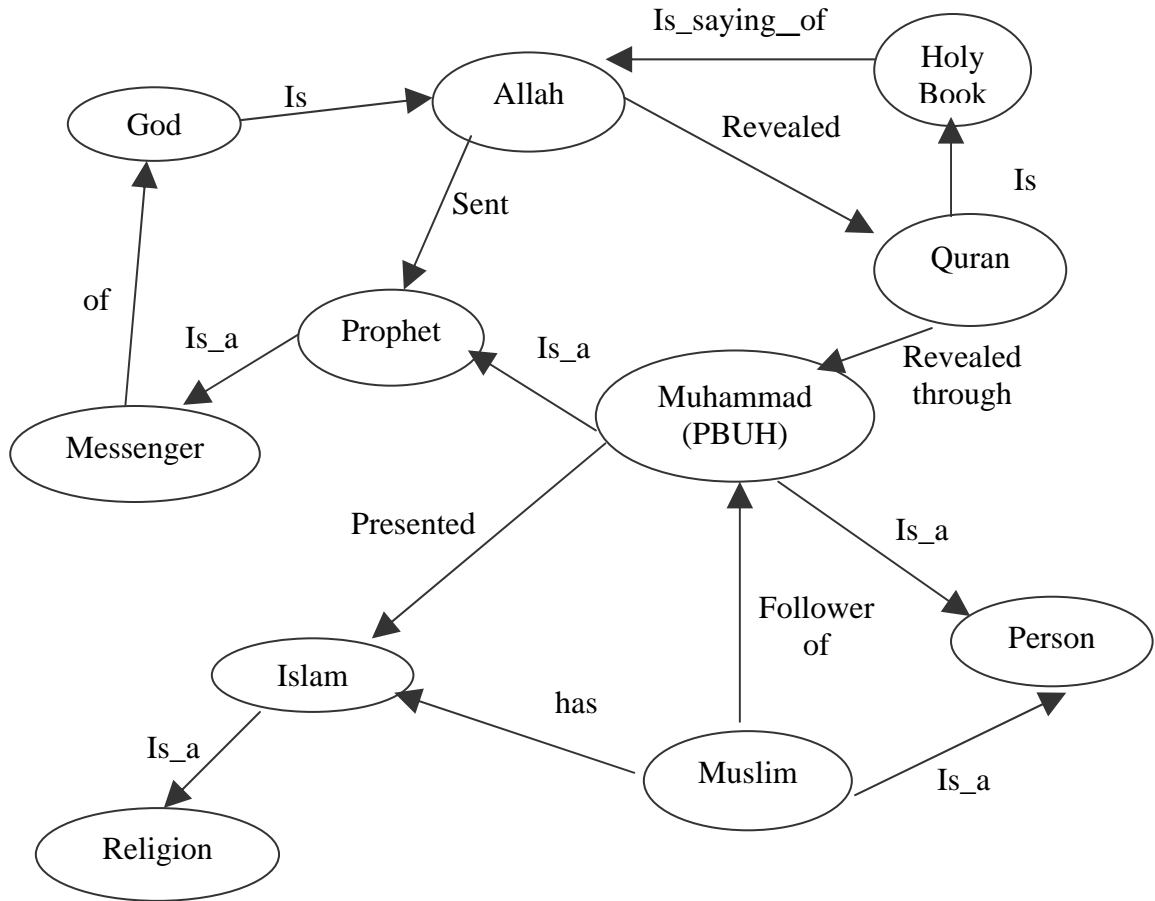 Is_saying_of
Holy
Book
Allah
Is
God
Revealed
Is
Sent
Quran
of
Prophet
Is_a
Is_a
Revealed
through
Muhammad
(PBUH)
Messenger
Presented
Is_a
Follower
of
Person
Islam
has
Is_a
Muslim
Is_a
Religion